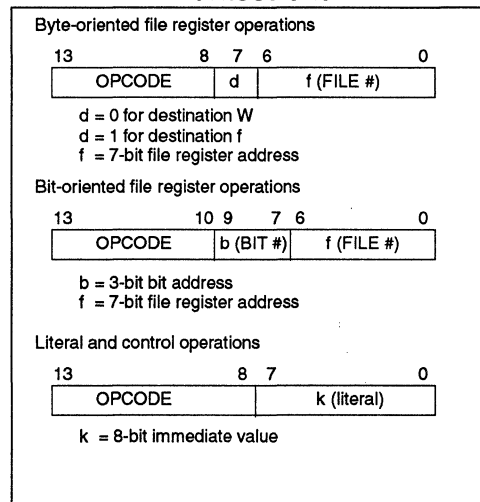 Byte-oriented file register operations
13 8 7 6 0
OPCODE d f (FILE #)
d = 0 for destination W
d = 1 for destination f
f = 7-bit file register address
Bit-oriented file register operations
13 10 9 7 6 0
OPCODE b (BIT #) f (FILE #)
b = 3-bit bit address
f = 7-bit file register address
Literal and control operations
13 8 7 0
OPCODE k (literal)
k = 8-bit immediate value